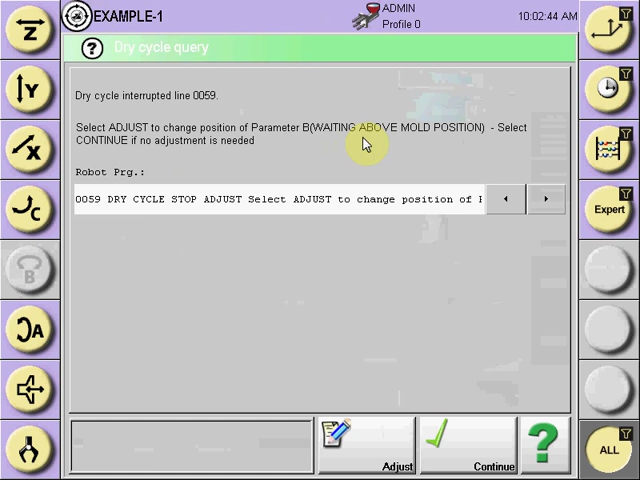 EXAMPLE-1
ADMIN
Profile 0
10:02:44 AM
? Dry cycle query
Dry cycle interrupted line 0059.
Select ADJUST to change position of Parameter B(WAITING ABOVE MOLD POSITION) - Select
CONTINUE if no adjustment is needed
Robot Prg.:
0059 DRY CYCLE STOP ADJUST Select ADJUST to change position of
Z
Y
X
C
B
A
Expert
ALL
Adjust
Continue
?